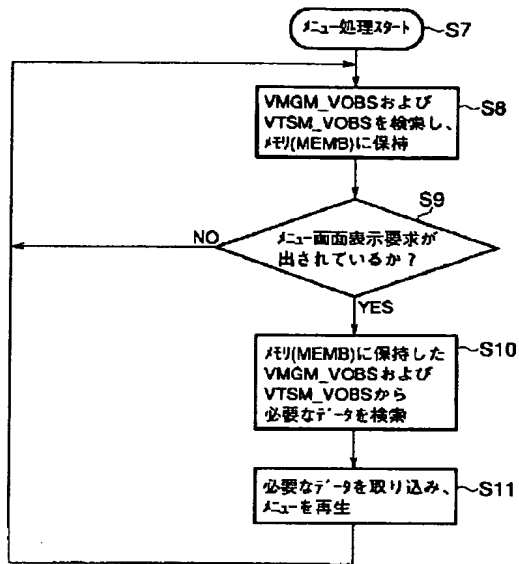 メニュー処理スタート
S7
VMGM_VOBSおよび
VTSM_VOBSを検索し、
メモリ(MEMB)に保持
S8
S9
メニュー画面表示要求が
出されているか？
NO
YES
メモリ(MEMB)に保持した
VMGM_VOBSおよび
VTSM_VOBSから
必要なデータを検索
S10
必要なデータを取り込み、
メニューを再生
S11